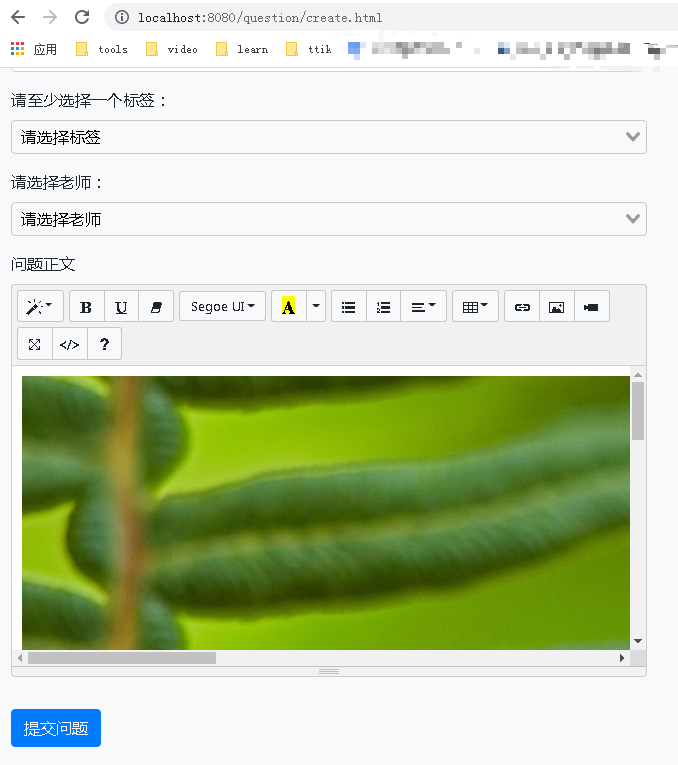 localhost:8080/question/create.html
应用 tools video learn ttik
请至少选择一个标签：
请选择标签
请选择老师：
请选择老师
问题正文
B U Segoe UI A
</> ?
提交问题